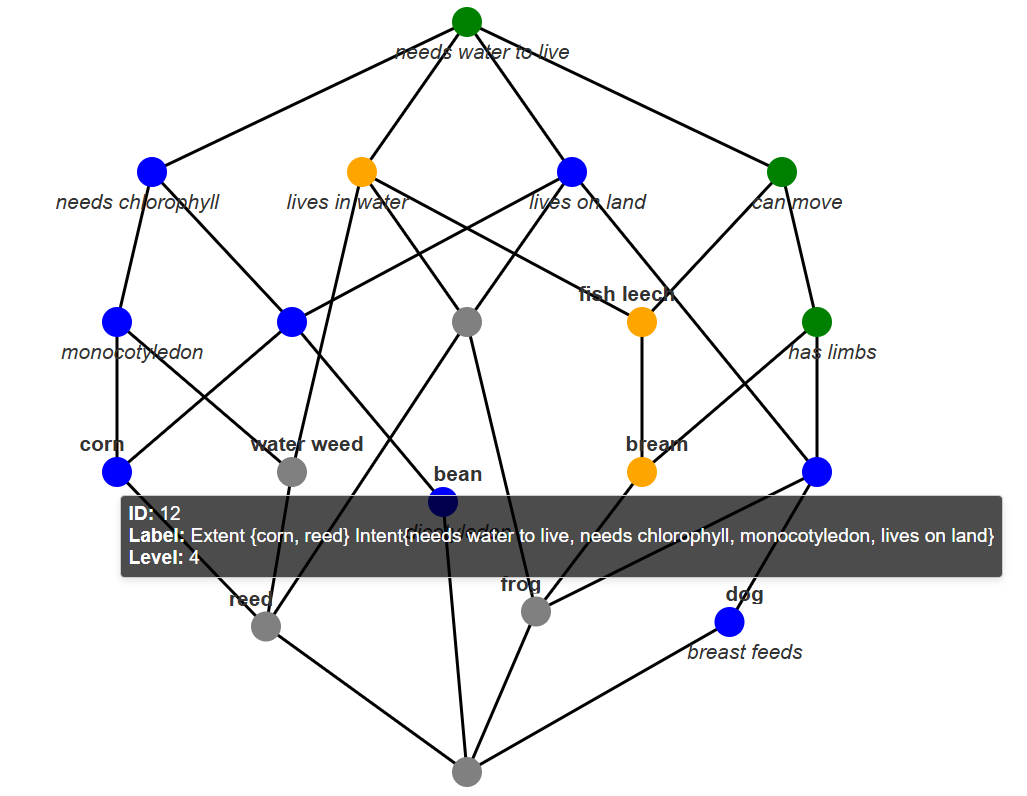 needs water to live
needs chlorophyll
lives in water
lives on land
can move
fish leech
monocotyledon
has limbs
corn
water weed
bream
bean
ID: 12
Label: Extent {corn, reed} Intent{needs water to live, needs chlorophyll, monocotyledon, lives on land}
dicotyledon
Level: 4
frog
reed
dog
breast feeds